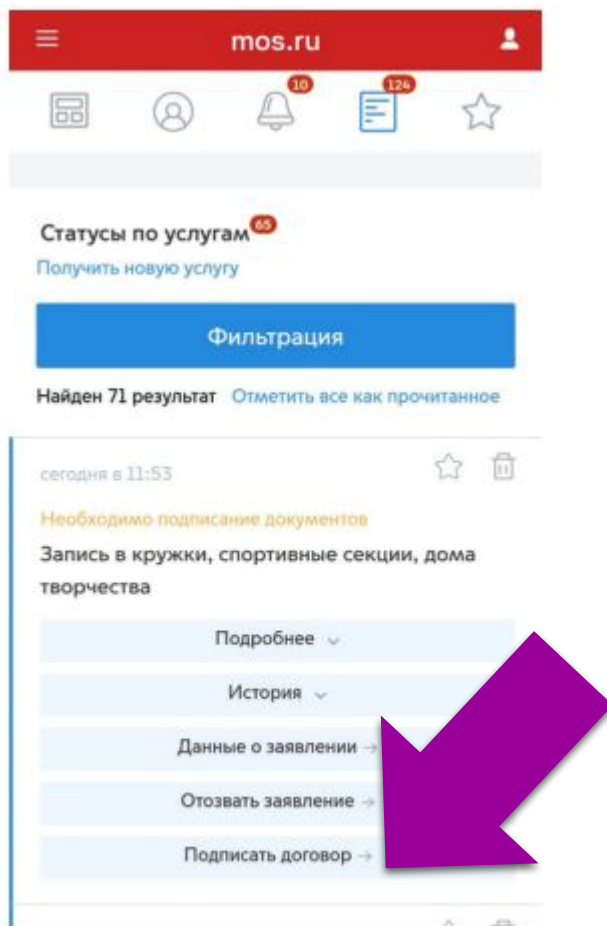 mos.ru
10
124
Статусы по услугам 65
Получить новую услугу
Фильтрация
Найден 71 результат Отметить все как прочитанное
сегодня в 11:53
Необходимо подписание документов
Запись в кружки, спортивные секции, дома
творчества
Подробнее
История
Данные о заявлении →
Отозвать заявление →
Подписать договор →